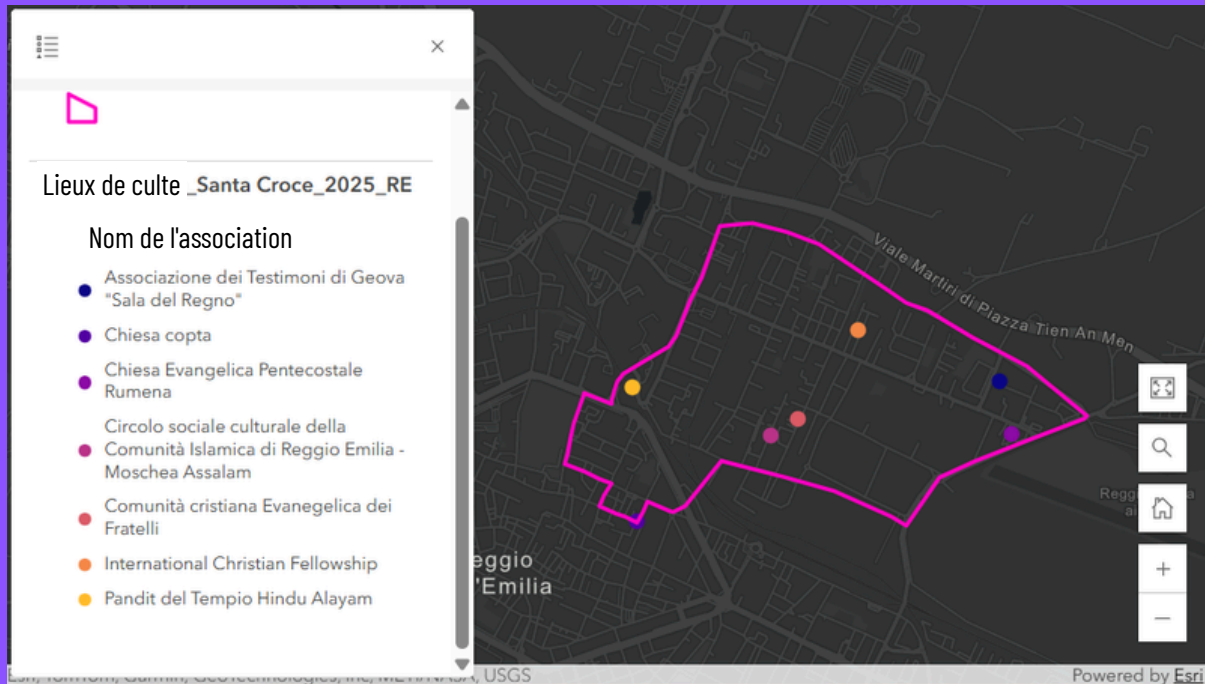 Lieux de culte _Santa Croce_2025_RE
Nom de l'association
Associazione dei Testimoni di Geova
"Sala del Regno"
Chiesa copta
Chiesa Evangelica Pentecostale
Rumena
Circolo sociale culturale della
Comunità Islamica di Reggio Emilia -
Moschea Assalam
Comunità cristiana Evanegelica dei
Fratelli
International Christian Fellowship
Pandit del Tempio Hindu Alayam
Viale Martiri di Piazza Tien An Men
eggio
'Emilia
USGS
Powered by Esri